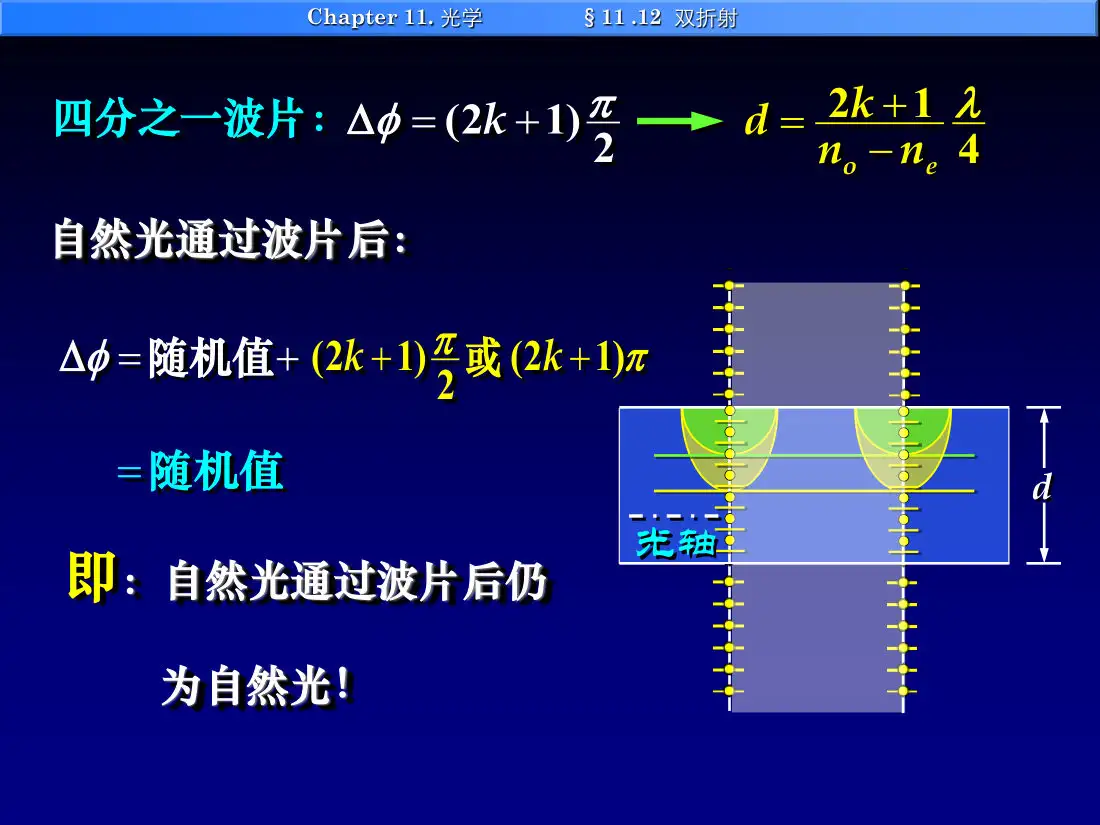 Chapter 11. 光学 §11 .12 双折射
四分之一波片: Δϕ = (2k+1) π/2 → d = (2k+1)/(nₒ − nₑ) λ/4
自然光通过波片后:
Δϕ = 随机值+ (2k+1) π/2 或 (2k+1)π
= 随机值
光轴
d
即: 自然光通过波片后仍
为自然光!